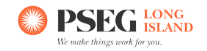 PSEG LONG ISLAND
We make things work for you.